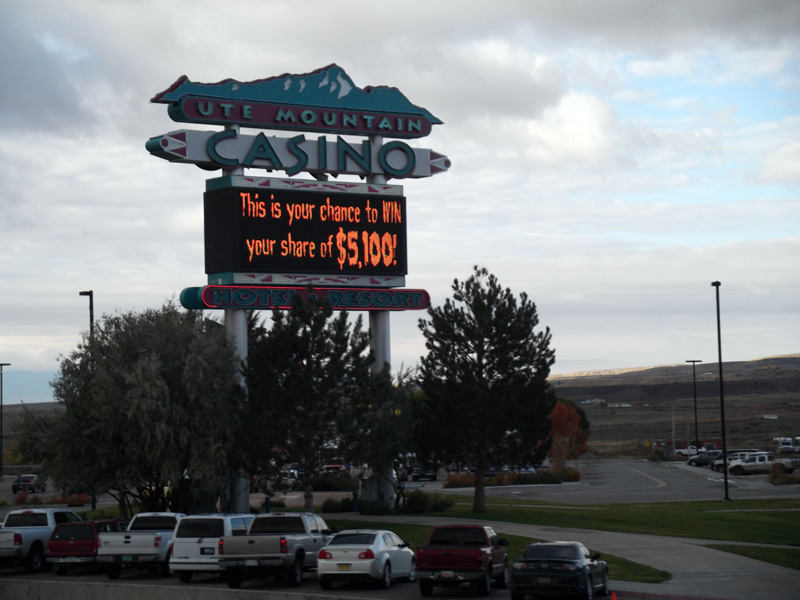 UTE MOUNTAIN
CASINO
This is your chance to WIN
your share of $5,100!
HOTEL & RESORT